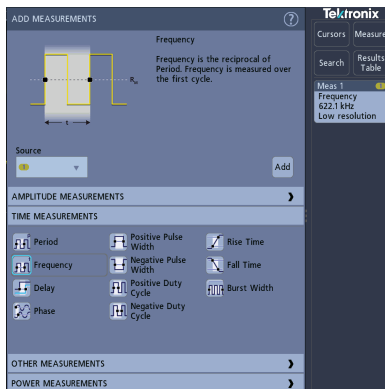 ADD MEASUREMENTS
?
Frequency
Frequency is the reciprocal of
Period. Frequency is measured over
the first cycle.
t
Source
1
Add
AMPLITUDE MEASUREMENTS
TIME MEASUREMENTS
Period
Positive Pulse
Width
Rise Time
Frequency
Negative Pulse
Width
Fall Time
Delay
Positive Duty
Cycle
Burst Width
Phase
Negative Duty
Cycle
OTHER MEASUREMENTS
POWER MEASUREMENTS
Tektronix
Cursors
Measure
Search
Results
Table
Meas 1
1
Frequency
622.1 kHz
Low resolution